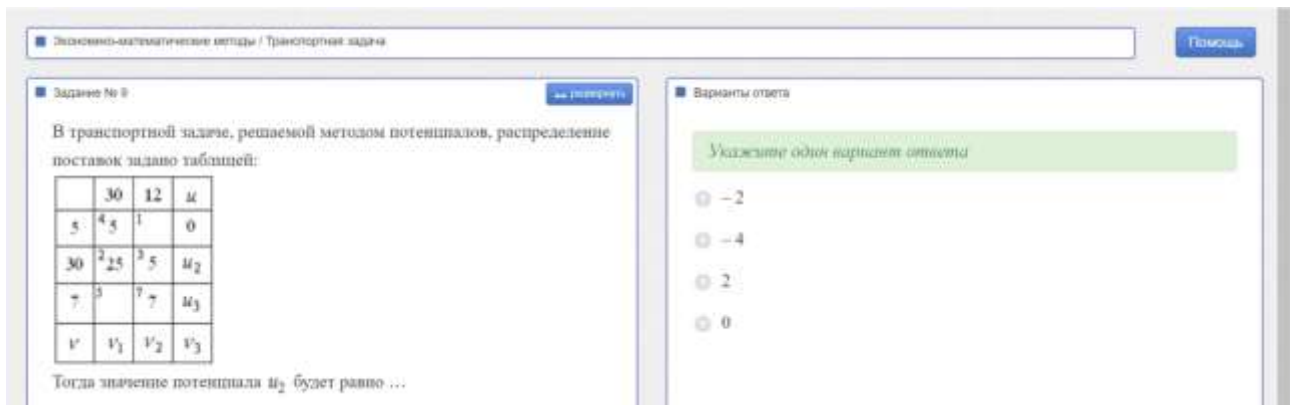 Экономико-математические методы / Транспортная задача
Помощь
Задание № 9
развернуть
В транспортной задаче, решаемой методом потенциалов, распределение
поставок задано таблицей:
30 12 u
5 4 5 1 0
30 2 25 3 5 u2
7 7 7 u3
v v1 v2 v3
Тогда значение потенциала u2 будет равно …
Варианты ответа
Укажите один вариант ответа
– 2
– 4
2
0